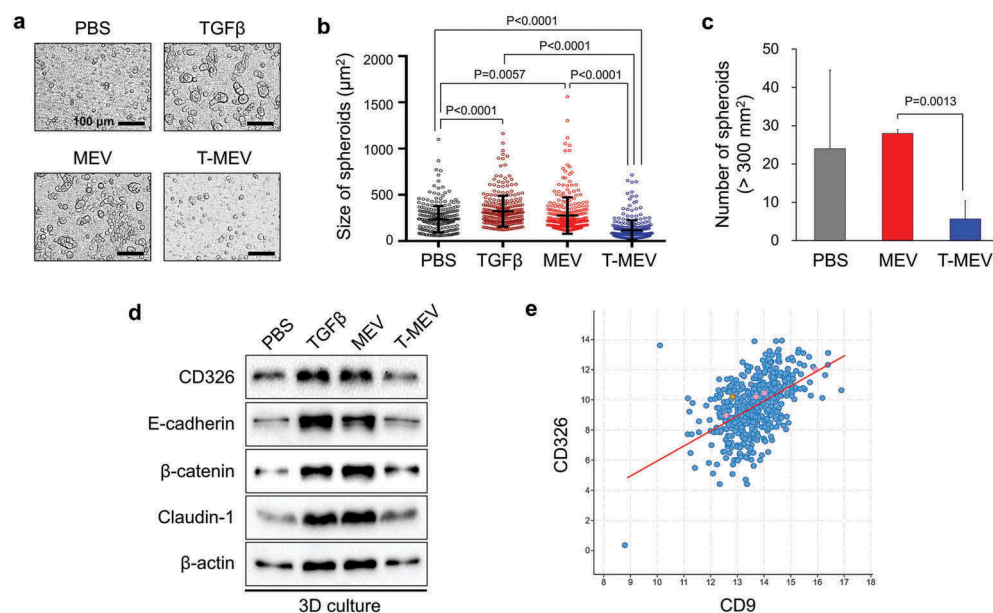 a
PBS
TGFβ
100 µm
MEV
T-MEV
b
P<0.0001
P<0.0001
P=0.0057
P<0.0001
P<0.0001
Size of spheroids (µm²)
2000
1500
1000
500
0
PBS
TGFβ
MEV
T-MEV
c
P=0.0013
Number of spheroids
(> 300 mm²)
50
40
30
20
10
0
PBS
MEV
T-MEV
d
PBS
TGFβ
MEV
T-MEV
CD326
E-cadherin
β-catenin
Claudin-1
β-actin
3D culture
e
CD326
14
12
10
8
6
4
2
0
8 9 10 11 12 13 14 15 16 17 18
CD9